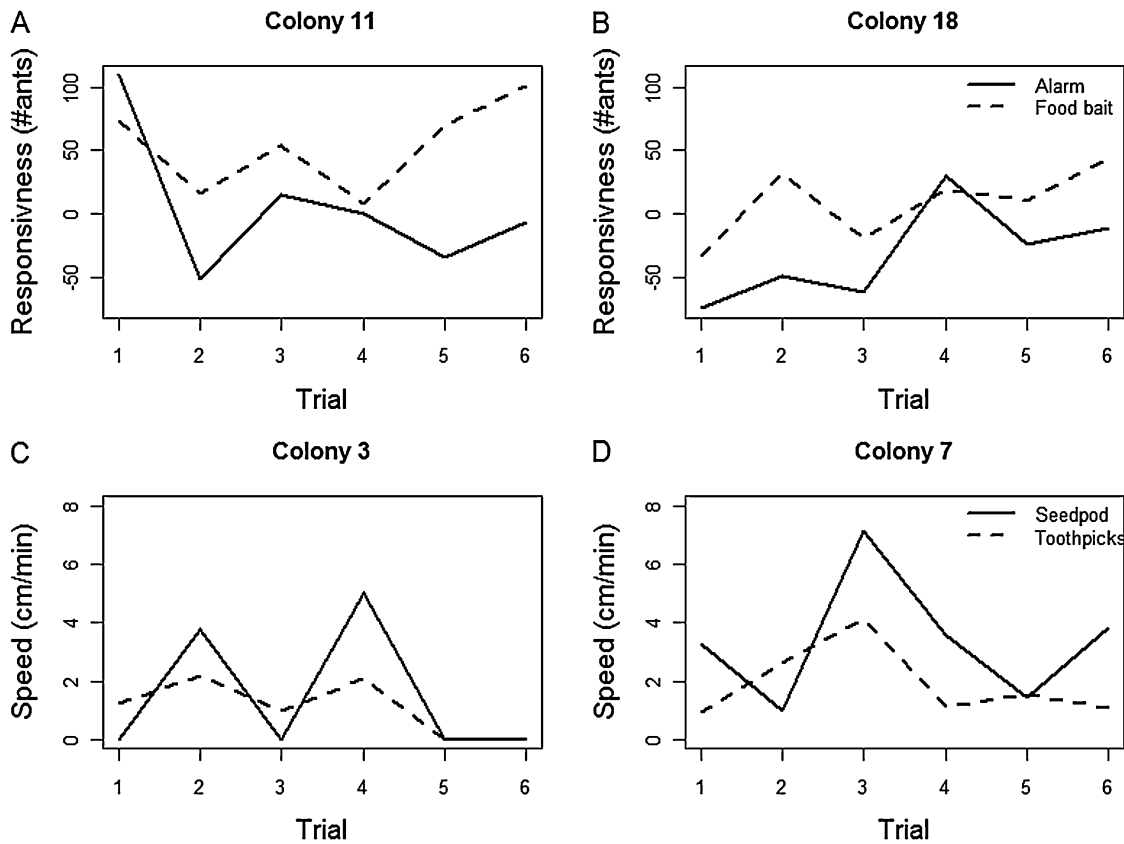 A
Colony 11
Responsivness (#ants)
100
50
0
-50
1 2 3 4 5 6
Trial
B
Colony 18
Responsivness (#ants)
100
50
0
-50
Alarm
Food bait
1 2 3 4 5 6
Trial
C
Colony 3
Speed (cm/min)
8
6
4
2
0
1 2 3 4 5 6
Trial
D
Colony 7
Speed (cm/min)
8
6
4
2
0
Seedpod
Toothpicks
1 2 3 4 5 6
Trial